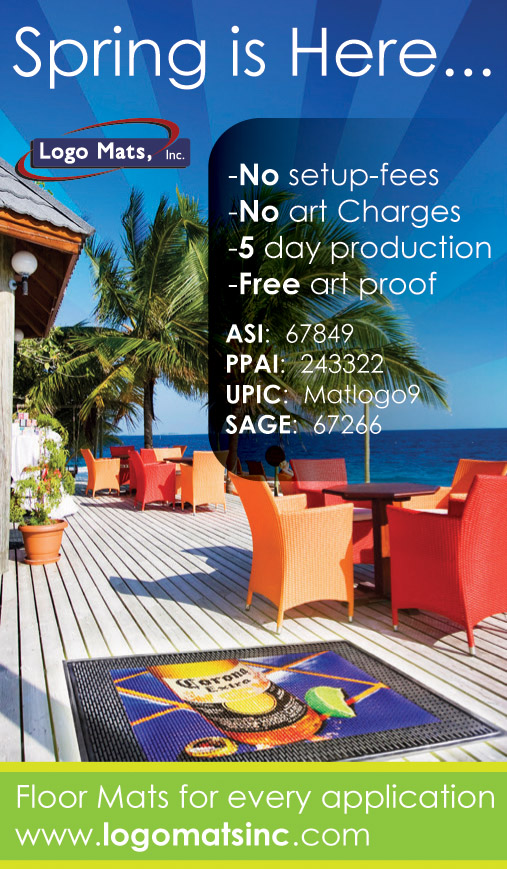 Spring is Here...
Logo Mats, Inc.
-No setup-fees
-No art Charges
-5 day production
-Free art proof
ASI: 67849
PPAI: 243322
UPIC: Matlogo9
SAGE: 67266
Corona
Extra
Floor Mats for every application
www.logomatsinc.com